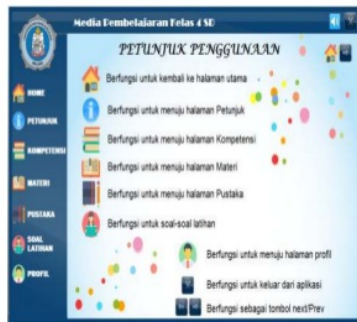 Media Pembelajaran Kelas 4 SD
PETUNJUK PENGGUNAAN
Berfungsi untuk kembali ke halaman utama
Berfungsi untuk menuju halaman Petunjuk
Berfungsi untuk menuju halaman Kompetensi
Berfungsi untuk menuju halaman Materi
Berfungsi untuk menuju halaman Pustaka
Berfungsi untuk soal-soal latihan
Berfungsi untuk menuju halaman profil
Berfungsi untuk keluar dari aplikasi
Berfungsi sebagai tombol next/Prev
HOME
PETUNJUK
KOMPETENSI
MATERI
PUSTAKA
SOAL
LATIHAN
PROFIL